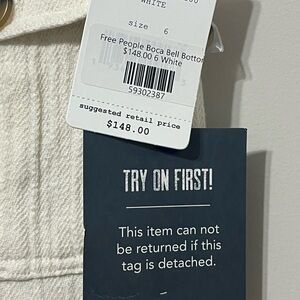 WHITE
size 6
Free People Boca Bell Bottom
$148.00 6 White
59302387
suggested retail price
$148.00
TRY ON FIRST!
This item can not
be returned if this
tag is detached.